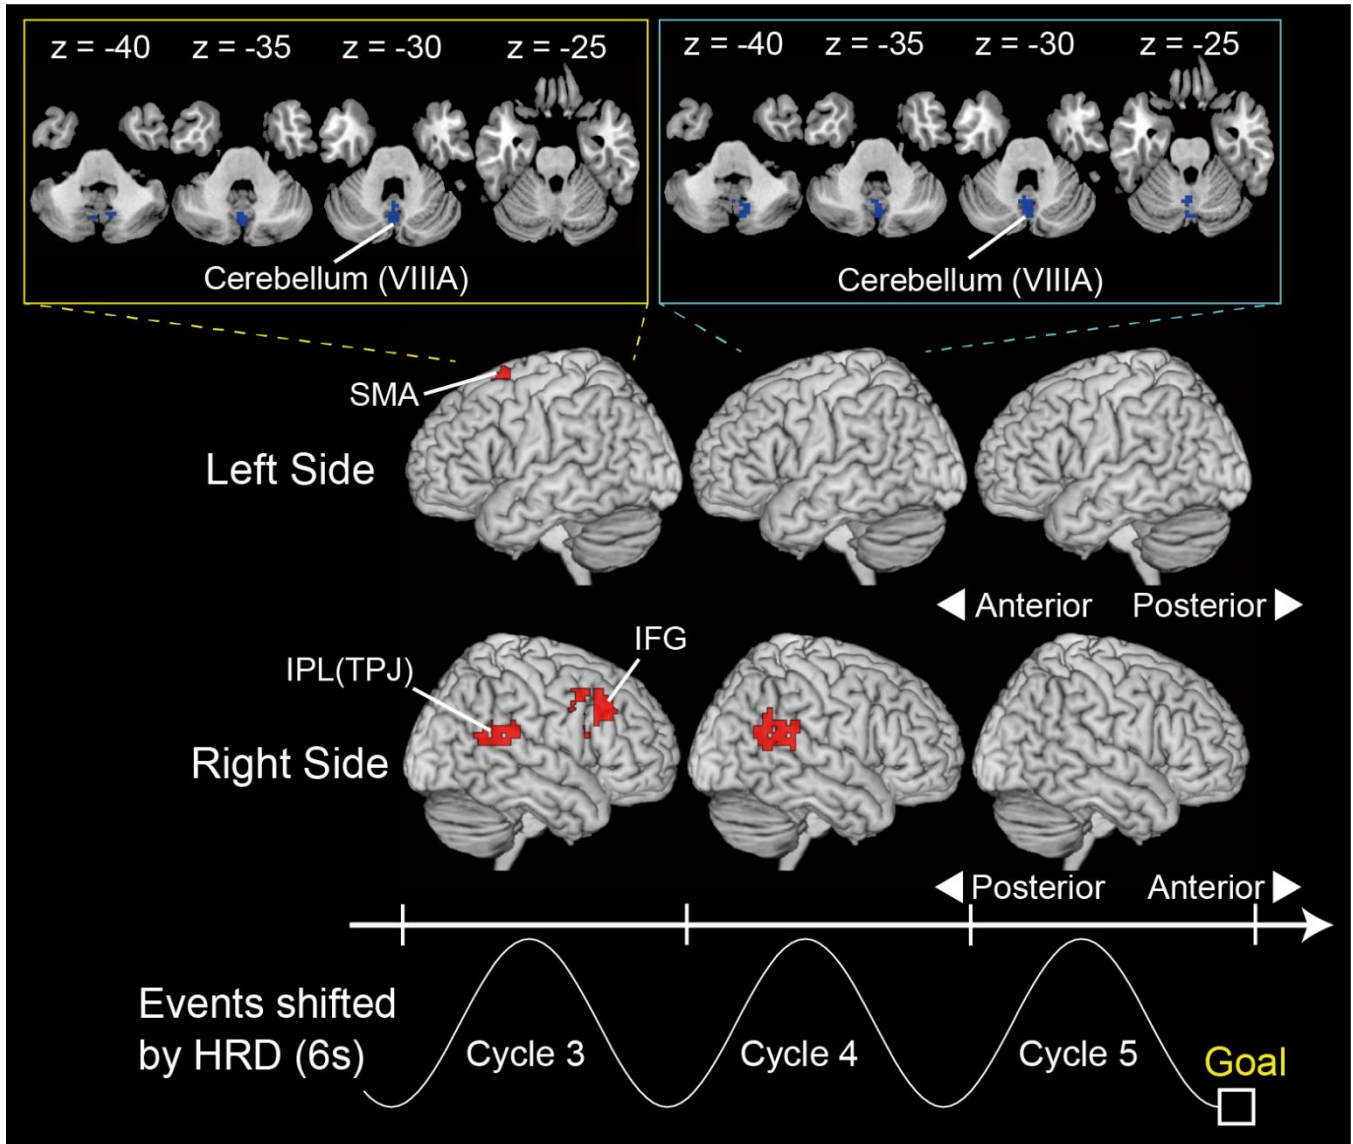 z = -40 z = -35 z = -30 z = -25
Cerebellum (VIIIA)
z = -40 z = -35 z = -30 z = -25
Cerebellum (VIIIA)
SMA
Left Side
Anterior Posterior
IFG
IPL(TPJ)
Right Side
Posterior Anterior
Events shifted
by HRD (6s)
Cycle 3 Cycle 4 Cycle 5
Goal